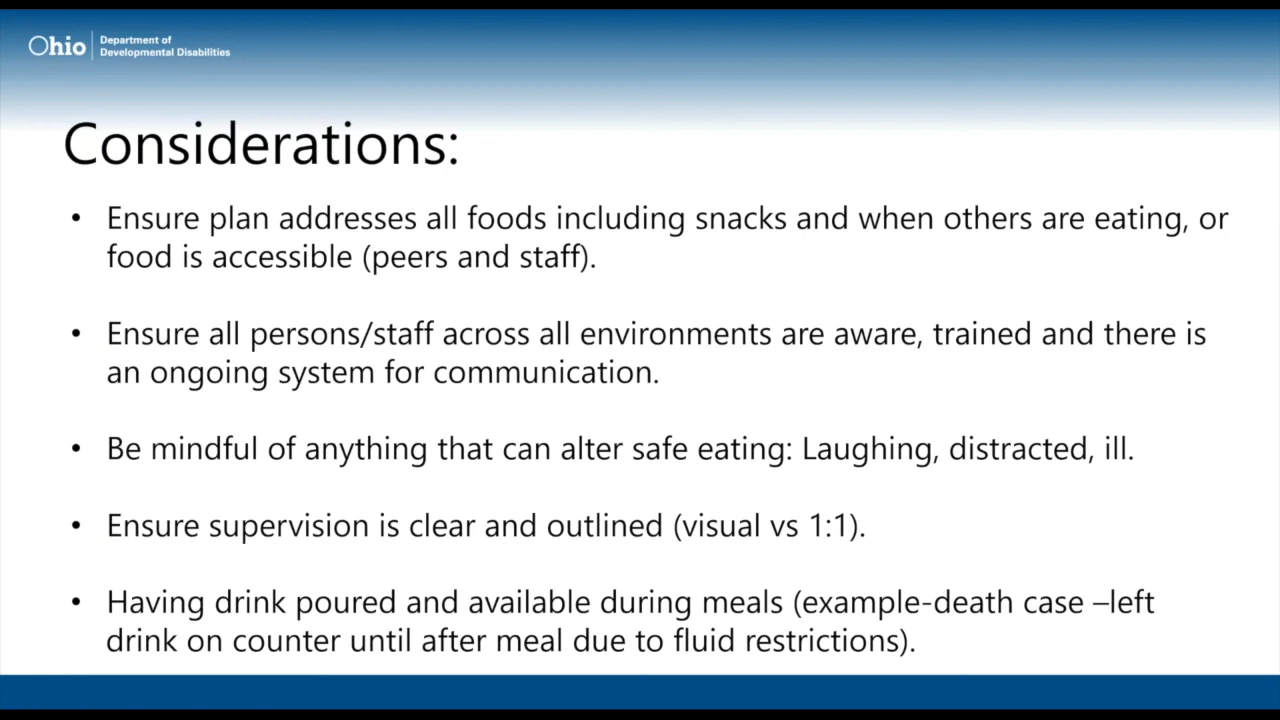 Ohio
Department of
Developmental Disabilities
Considerations:
• Ensure plan addresses all foods including snacks and when others are eating, or
food is accessible (peers and staff).
• Ensure all persons/staff across all environments are aware, trained and there is
an ongoing system for communication.
• Be mindful of anything that can alter safe eating: Laughing, distracted, ill.
• Ensure supervision is clear and outlined (visual vs 1:1).
• Having drink poured and available during meals (example-death case –left
drink on counter until after meal due to fluid restrictions).